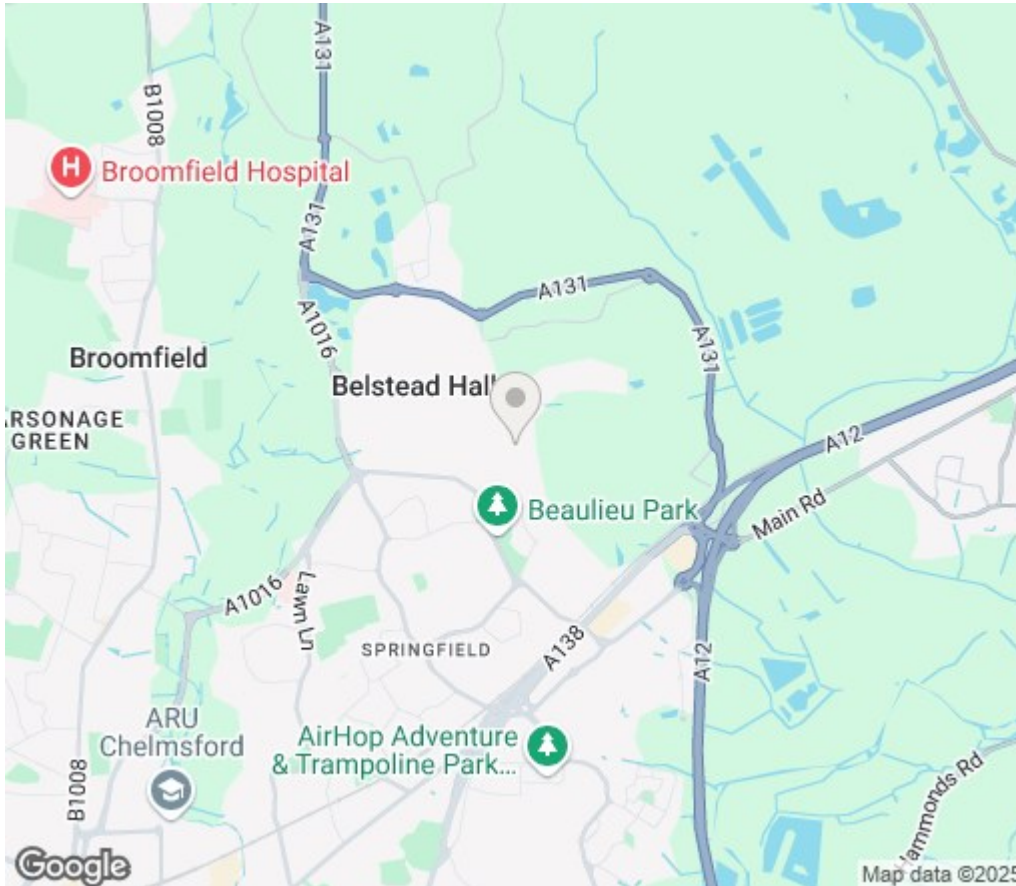 A131
B1008
Broomfield Hospital
A131
A131
A131
A1016
Broomfield
Belstead Hall
ARSONAGE
GREEN
A12
Beaulieu Park
Main Rd
A1016
Lawn Ln
SPRINGFIELD
A138
A12
ARU
Chelmsford
AirHop Adventure
& Trampoline Park...
B1008
Hammonds Rd
Google
Map data ©2025